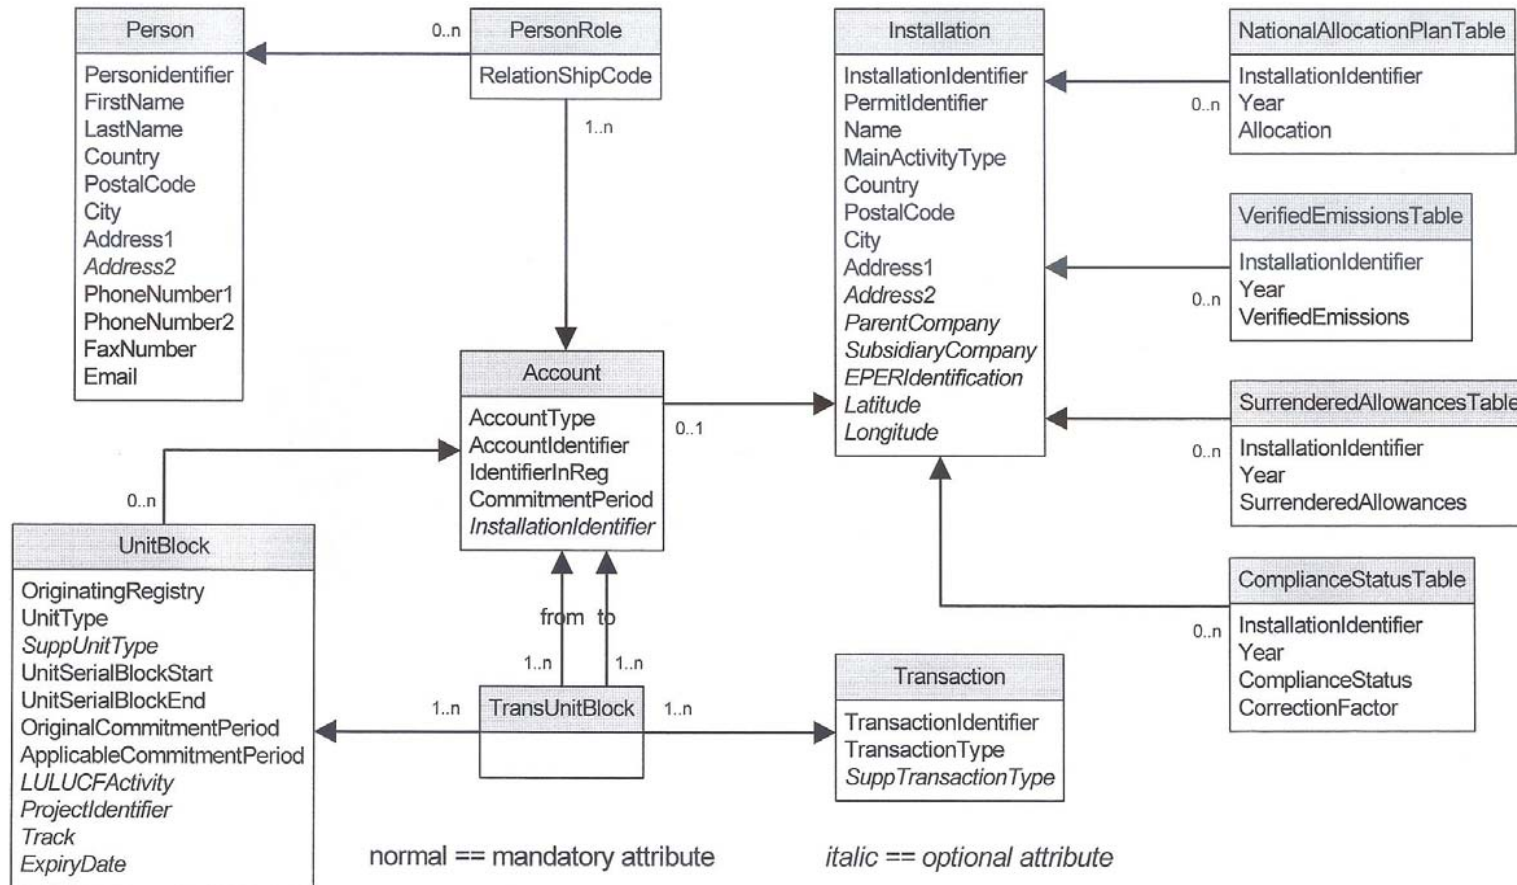 Person
Personidentifier
FirstName
LastName
Country
PostalCode
City
Address1
Address2
PhoneNumber1
PhoneNumber2
FaxNumber
Email
0..n
PersonRole
RelationShipCode
1..n
Installation
InstallationIdentifier
PermitIdentifier
Name
MainActivityType
Country
PostalCode
City
Address1
Address2
ParentCompany
SubsidiaryCompany
EPERIdentification
Latitude
Longitude
NationalAllocationPlanTable
InstallationIdentifier
Year
Allocation
0..n
VerifiedEmissionsTable
InstallationIdentifier
Year
VerifiedEmissions
0..n
SurrenderedAllowancesTable
InstallationIdentifier
Year
SurrenderedAllowances
0..n
ComplianceStatusTable
InstallationIdentifier
Year
ComplianceStatus
CorrectionFactor
0..n
Account
AccountType
AccountIdentifier
IdentifierInReg
CommitmentPeriod
InstallationIdentifier
0..1
0..n
UnitBlock
OriginatingRegistry
UnitType
SuppUnitType
UnitSerialBlockStart
UnitSerialBlockEnd
OriginalCommitmentPeriod
ApplicableCommitmentPeriod
LULUCFActivity
ProjectIdentifier
Track
ExpiryDate
from to
1..n 1..n
1..n TransUnitBlock 1..n
Transaction
TransactionIdentifier
TransactionType
SuppTransactionType
normal == mandatory attribute
italic == optional attribute